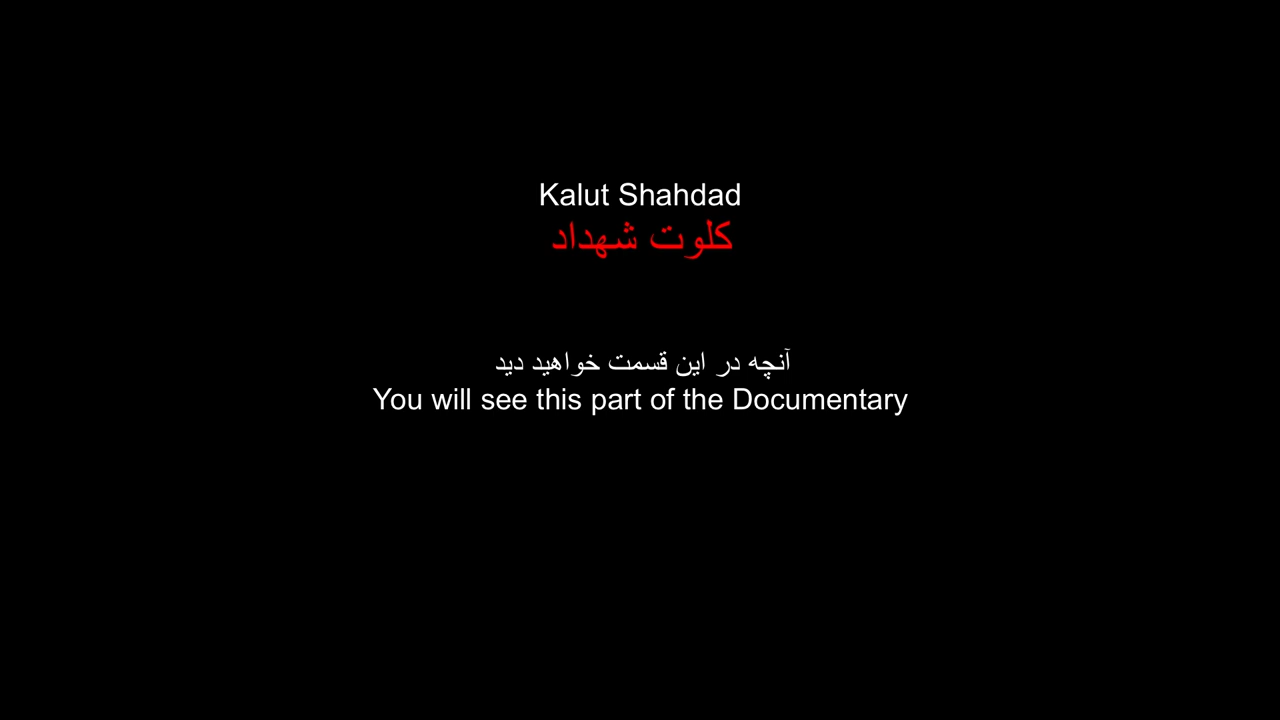 Kalut Shahdad
کلوت شهداد
آنچه در این قسمت خواهید دید
You will see this part of the Documentary